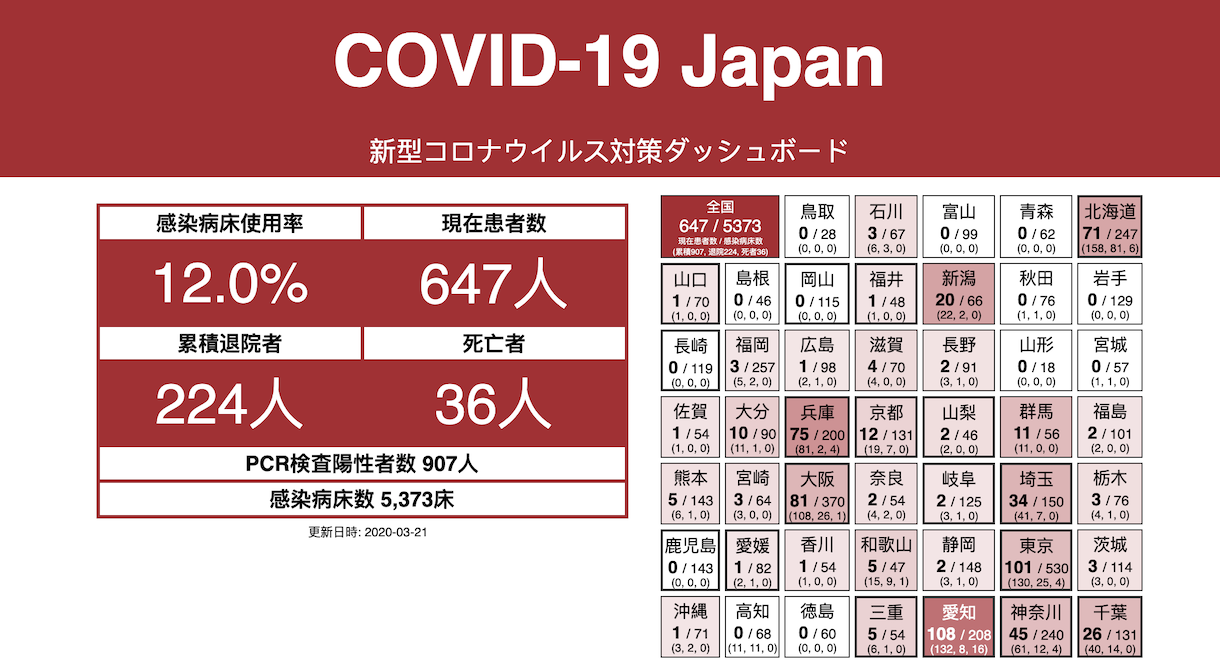 COVID-19 Japan
新型コロナウイルス対策ダッシュボード
感染病床使用率
現在患者数
12.0%
647人
累積退院者
死亡者
224人
36人
PCR検査陽性者数 907人
感染病床数 5,373床
更新日時: 2020-03-21
全国
647 / 5373
現在患者数 / 感染病床数
(累積907, 退院224, 死者36)
鳥取
0 / 28
(0, 0, 0)
石川
3 / 67
(6, 3, 0)
富山
0 / 99
(0, 0, 0)
青森
0 / 62
(0, 0, 0)
北海道
71 / 247
(158, 81, 6)
山口
1 / 70
(1, 0, 0)
島根
0 / 46
(0, 0, 0)
岡山
0 / 115
(0, 0, 0)
福井
1 / 48
(1, 0, 0)
新潟
20 / 66
(22, 2, 0)
秋田
0 / 76
(1, 1, 0)
岩手
0 / 129
(0, 0, 0)
長崎
0 / 119
(0, 0, 0)
福岡
3 / 257
(5, 2, 0)
広島
1 / 98
(2, 1, 0)
滋賀
4 / 70
(4, 0, 0)
長野
2 / 91
(3, 1, 0)
山形
0 / 18
(0, 0, 0)
宮城
0 / 57
(1, 1, 0)
佐賀
1 / 54
(1, 0, 0)
大分
10 / 90
(11, 1, 0)
兵庫
75 / 200
(81, 2, 4)
京都
12 / 131
(19, 7, 0)
山梨
2 / 46
(2, 0, 0)
群馬
11 / 56
(11, 0, 0)
福島
2 / 101
(2, 0, 0)
熊本
5 / 143
(6, 1, 0)
宮崎
3 / 64
(3, 0, 0)
大阪
81 / 370
(108, 26, 1)
奈良
2 / 54
(4, 2, 0)
岐阜
2 / 125
(3, 1, 0)
埼玉
34 / 150
(41, 7, 0)
栃木
3 / 76
(4, 1, 0)
鹿児島
0 / 143
(0, 0, 0)
愛媛
1 / 82
(2, 1, 0)
香川
1 / 54
(1, 0, 0)
和歌山
5 / 47
(15, 9, 1)
静岡
2 / 148
(3, 1, 0)
東京
101 / 530
(130, 25, 4)
茨城
3 / 114
(3, 0, 0)
沖縄
1 / 71
(3, 2, 0)
高知
0 / 68
(11, 11, 0)
徳島
0 / 60
(0, 0, 0)
三重
5 / 54
(6, 1, 0)
愛知
108 / 208
(132, 8, 16)
神奈川
45 / 240
(61, 12, 4)
千葉
26 / 131
(40, 14, 0)